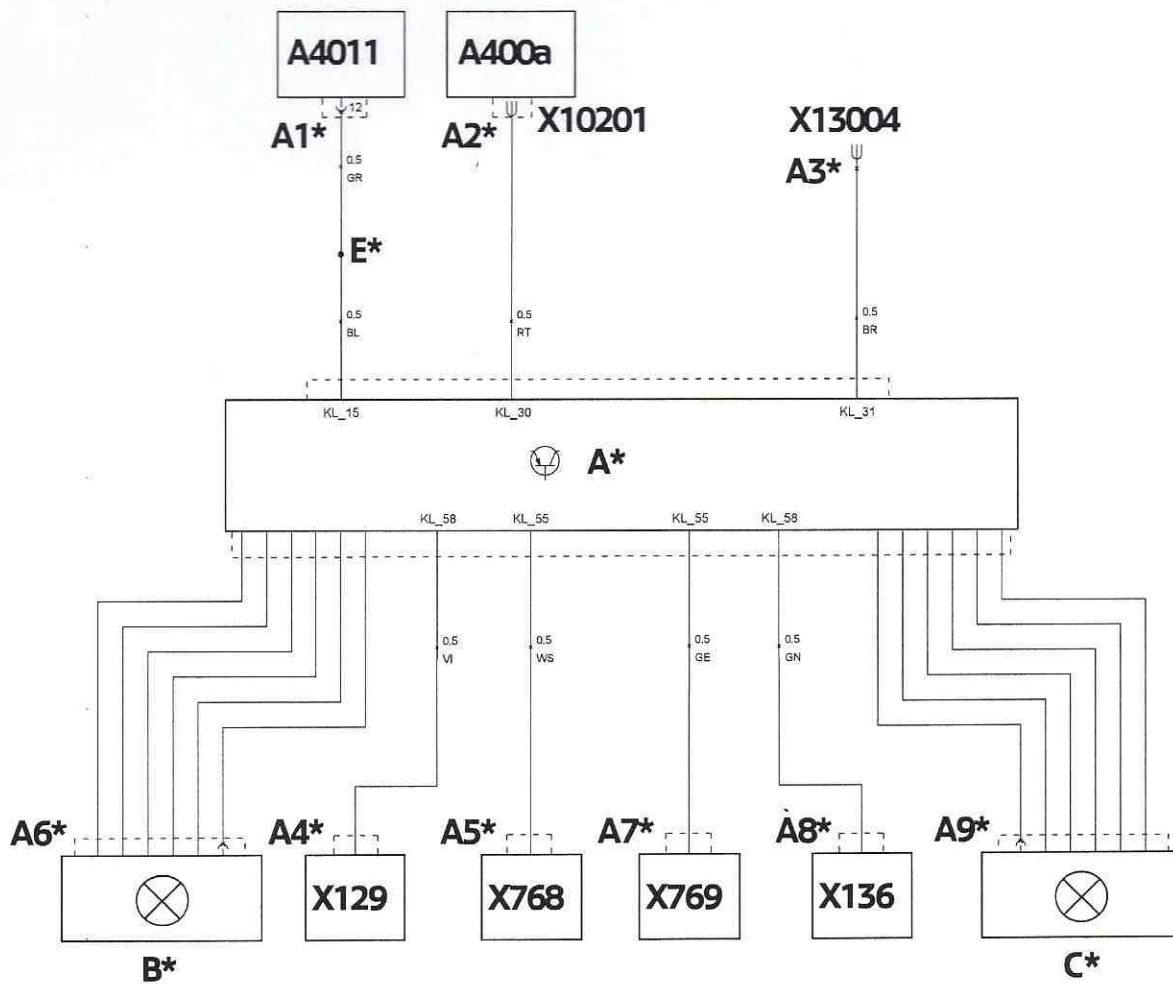 A4011
A400a
12
A1*
A2*
X10201
X13004
A3*
0.5
GR
E*
0.5
BL
0.5
RT
0.5
BR
KL_15
KL_30
KL_31
A*
KL_58
KL_55
KL_55
KL_58
0.5
VI
0.5
WS
0.5
GE
0.5
GN
A6*
A4*
A5*
A7*
A8*
A9*
X129
X768
X769
X136
B*
C*